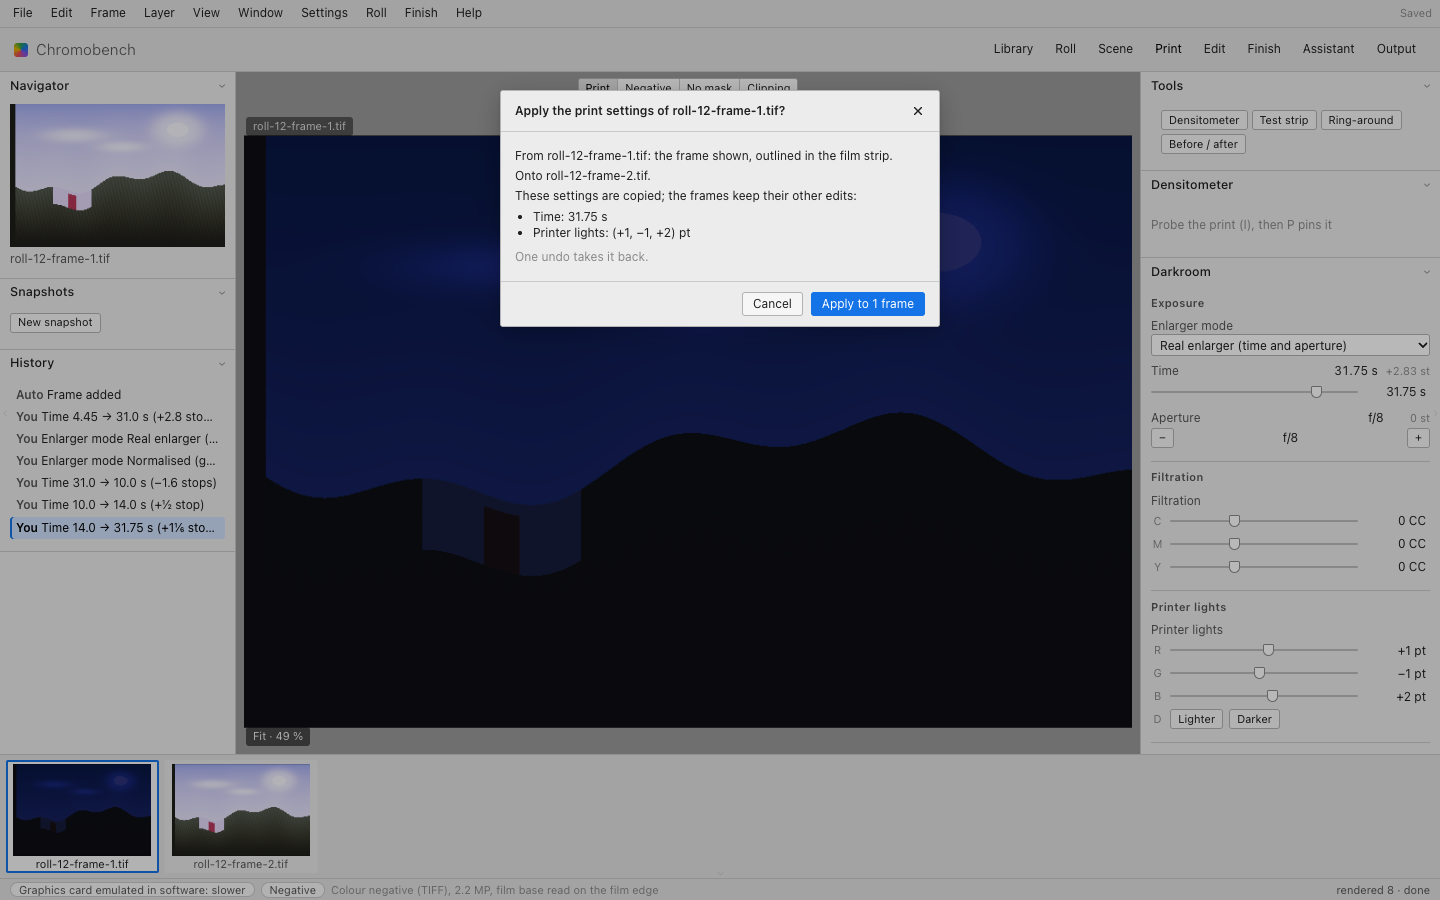 File Edit Frame Layer View Window Settings Roll Finish Help Saved
Chromobench Library Roll Scene Print Edit Finish Assistant Output
Navigator
roll-12-frame-1.tif
Snapshots
New snapshot
History
Auto Frame added
You Time 4.45 → 31.0 s (+2.8 sto…
You Enlarger mode Real enlarger (…
You Enlarger mode Normalised (g…
You Time 31.0 → 10.0 s (−1.6 stops)
You Time 10.0 → 14.0 s (+½ stop)
You Time 14.0 → 31.75 s (+1⅙ sto…
Print Negative No mask Clipping
roll-12-frame-1.tif
Apply the print settings of roll-12-frame-1.tif? ×
From roll-12-frame-1.tif: the frame shown, outlined in the film strip.
Onto roll-12-frame-2.tif.
These settings are copied; the frames keep their other edits:
• Time: 31.75 s
• Printer lights: (+1, −1, +2) pt
One undo takes it back.
Cancel Apply to 1 frame
Fit · 49 %
Tools
Densitometer Test strip Ring-around
Before / after
Densitometer
Probe the print (I), then P pins it
Darkroom
Exposure
Enlarger mode
Real enlarger (time and aperture)
Time 31.75 s +2.83 st
31.75 s
Aperture f/8 0 st
− f/8 +
Filtration
Filtration
C 0 CC
M 0 CC
Y 0 CC
Printer lights
Printer lights
R +1 pt
G −1 pt
B +2 pt
D Lighter Darker
roll-12-frame-1.tif roll-12-frame-2.tif
Graphics card emulated in software: slower Negative Colour negative (TIFF), 2.2 MP, film base read on the film edge rendered 8 · done